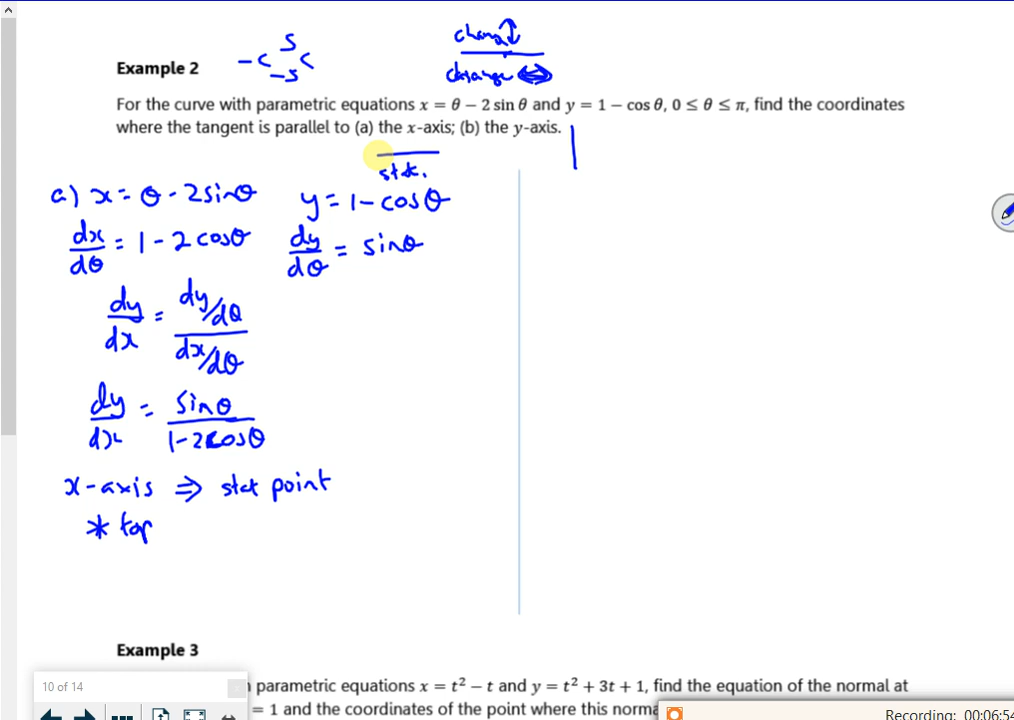 Example 2
S
-C C
-S
change ↕
change ↔
For the curve with parametric equations x = θ − 2 sin θ and y = 1 − cos θ, 0 ≤ θ ≤ π, find the coordinates
where the tangent is parallel to (a) the x-axis; (b) the y-axis.
stat.
a) x = θ - 2sinθ y = 1 - cosθ
dx/dθ = 1 - 2cosθ dy/dθ = sinθ
dy/dx = (dy/dθ)/(dx/dθ)
dy/dx = sinθ/(1-2cosθ)
x-axis ⇒ stat point
* top
Example 3
10 of 14
parametric equations x = t² − t and y = t² + 3t + 1, find the equation of the normal at
= 1 and the coordinates of the point where this norma
Recording: 00:06:54